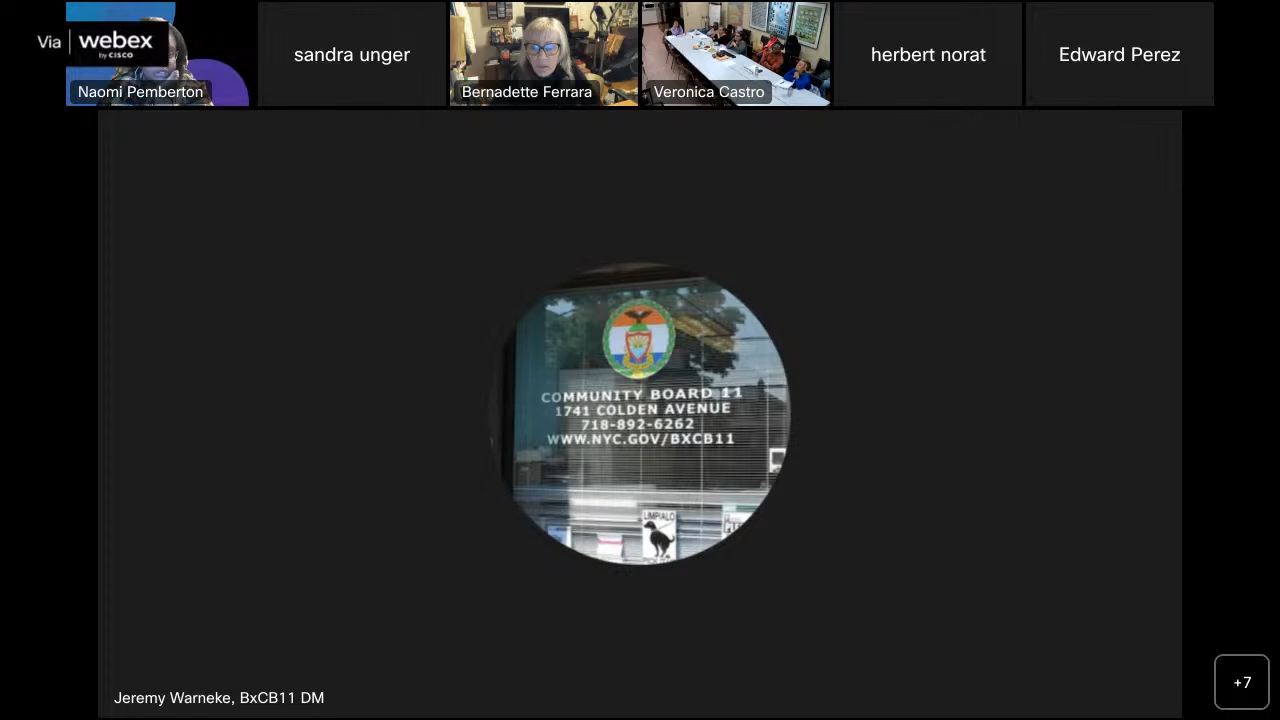 Via webex
by CISCO
Naomi Pemberton
sandra unger
Bernadette Ferrara
Veronica Castro
herbert norat
Edward Perez
COMMUNITY BOARD 11
1741 COLDEN AVENUE
718-892-6262
WWW.NYC.GOV/BXCB11
LIMPIALO
Jeremy Warneke, BxCB11 DM
+7